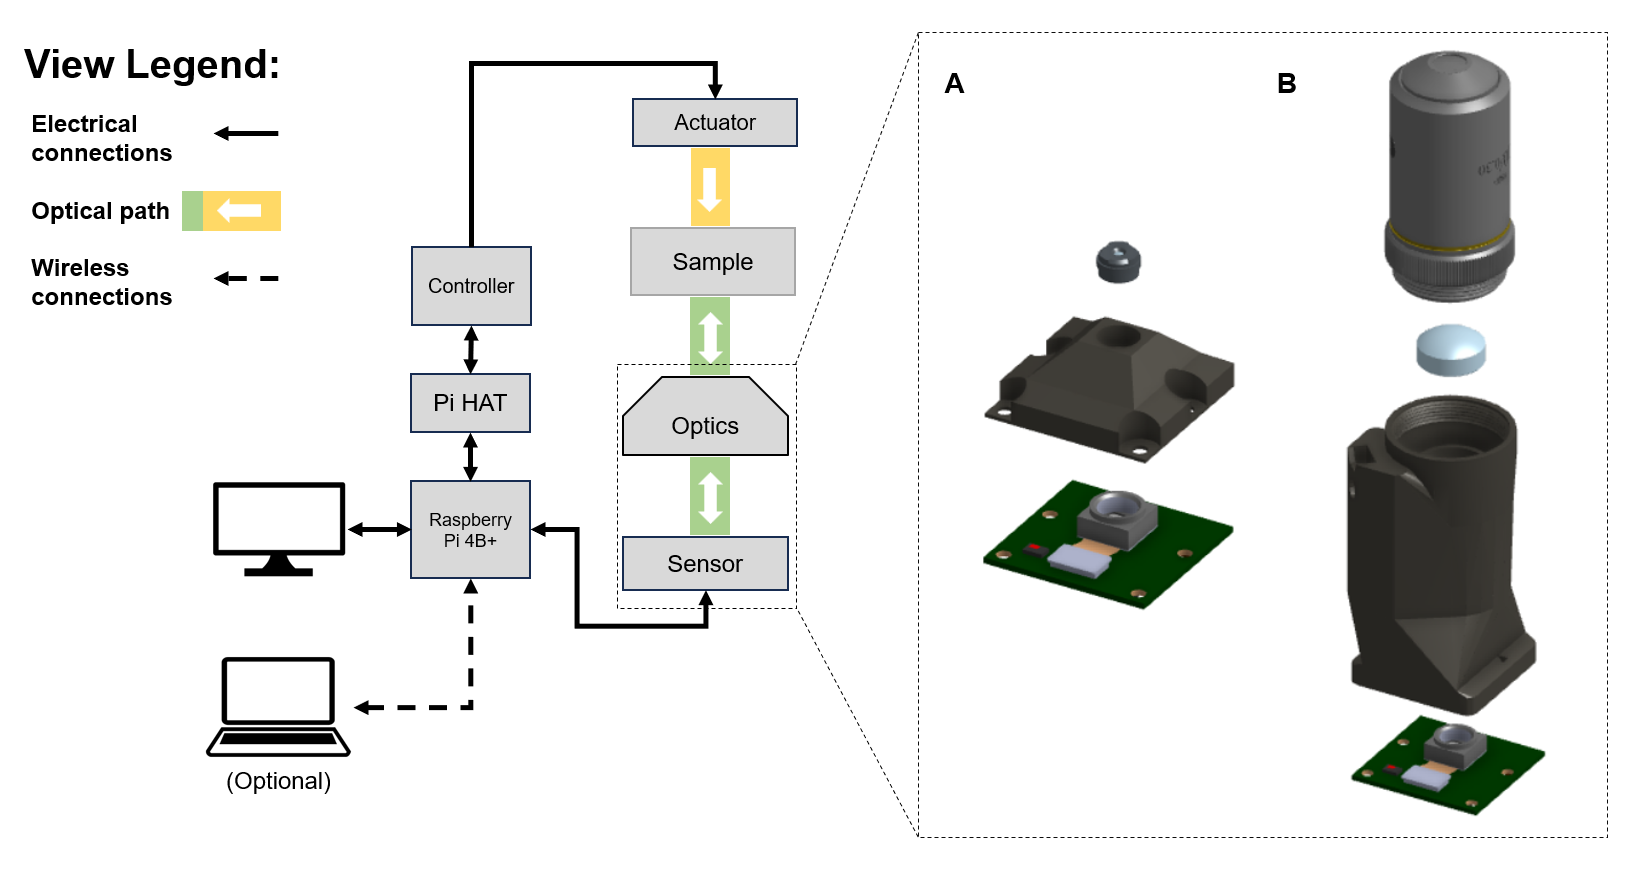 View Legend:
Electrical
connections
Optical path
Wireless
connections
Actuator
Sample
Controller
Pi HAT
Optics
Raspberry
Pi 4B+
Sensor
(Optional)
A
B